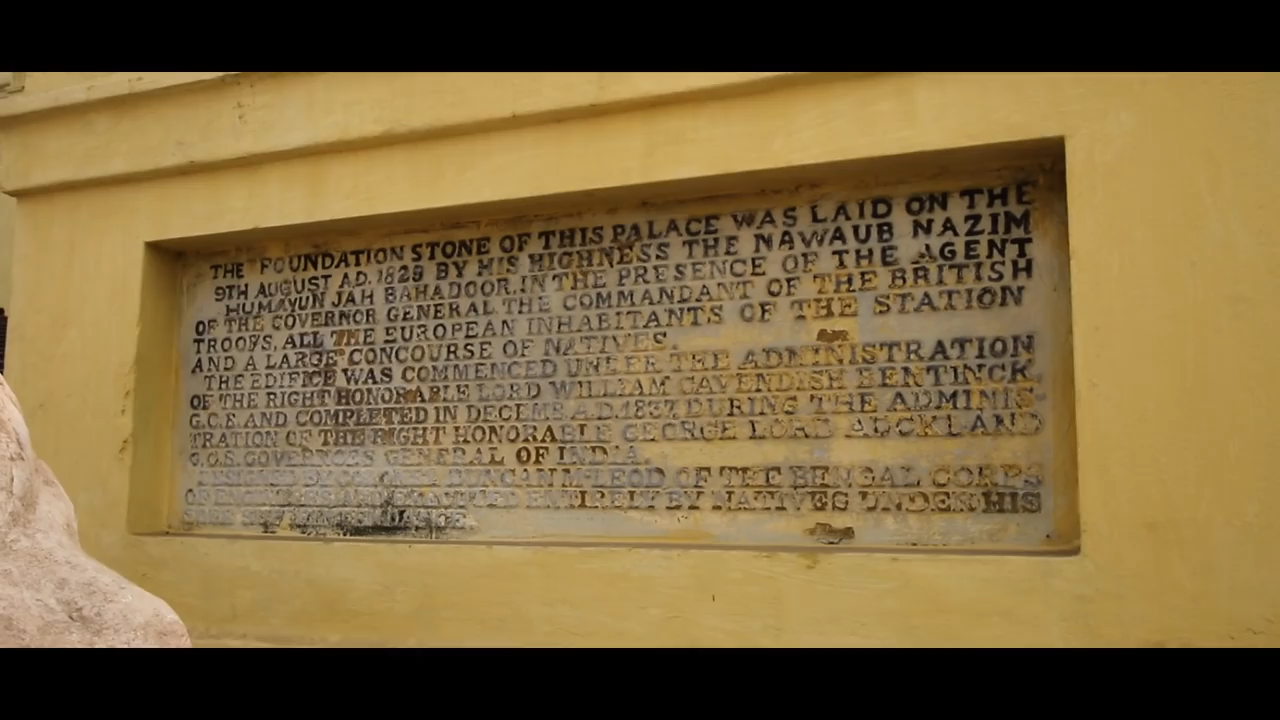 THE FOUNDATION STONE OF THIS PALACE WAS LAID ON THE
9TH AUGUST A.D. 1829 BY HIS HIGHNESS THE NAWAUB NAZIM
HUMAYUN JAH BAHADOOR. IN THE PRESENCE OF THE AGENT
OF THE GOVERNOR GENERAL THE COMMANDANT OF THE BRITISH
TROOPS, ALL THE EUROPEAN INHABITANTS OF THE STATION
AND A LARGE CONCOURSE OF NATIVES.
THE EDIFICE WAS COMMENCED UNDER THE ADMINISTRATION
OF THE RIGHT HONORABLE LORD WILLIAM CAVENDISH BENTINCK
G.C.B. AND COMPLETED IN DECEMB. A.D. 1837, DURING THE ADMINIS-
TRATION OF THE RIGHT HONORABLE GEORGE LORD AUCKLAND
G.C.B. GENERAL OF INDIA.
DUNCAN McLEOD OF THE BENGAL CORPS
OF ENTIRELY BY NATIVES UNDER HIS